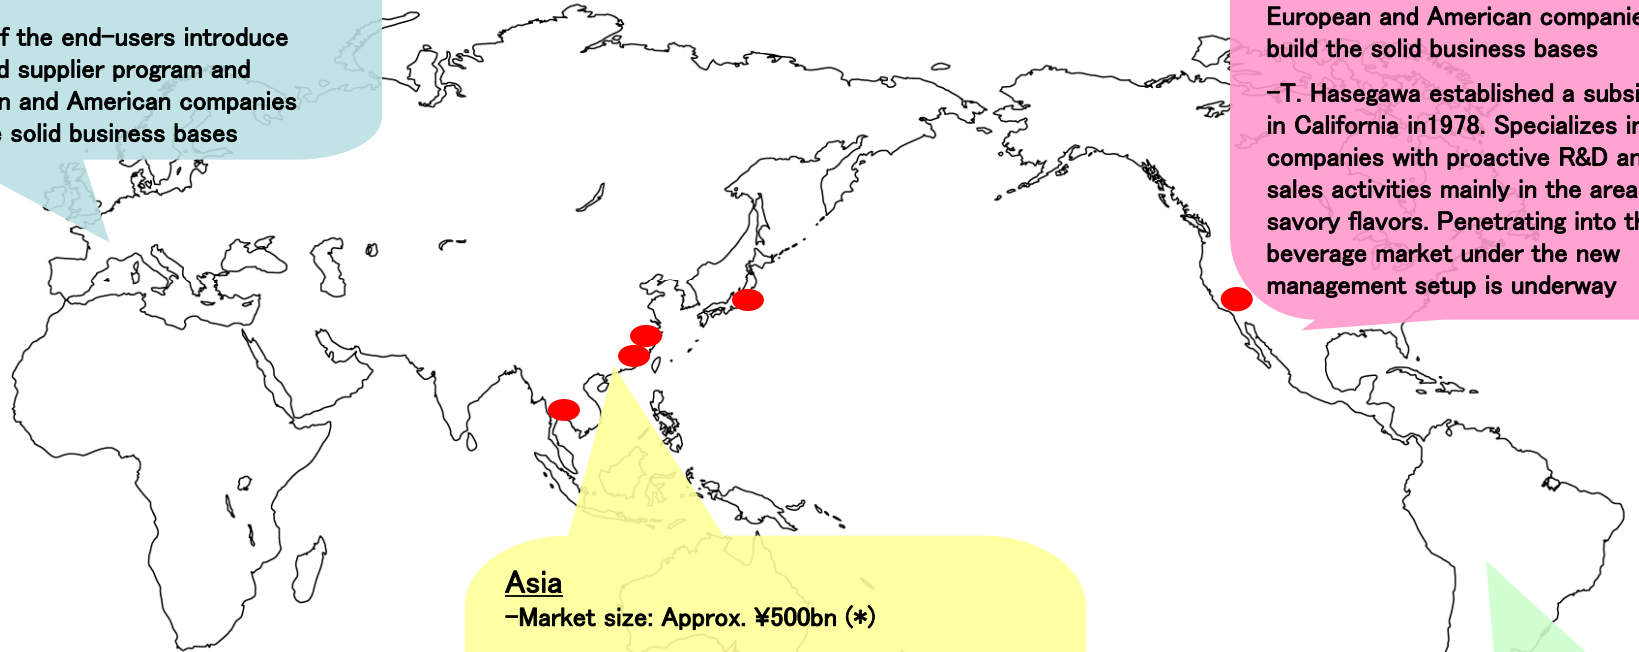 f the end-users introduce
d supplier program and
n and American companies
solid business bases
European and American companie
build the solid business bases
-T. Hasegawa established a subsi
in California in1978. Specializes in
companies with proactive R&D an
sales activities mainly in the area
savory flavors. Penetrating into th
beverage market under the new
management setup is underway
Asia
-Market size: Approx. ¥500bn (*)